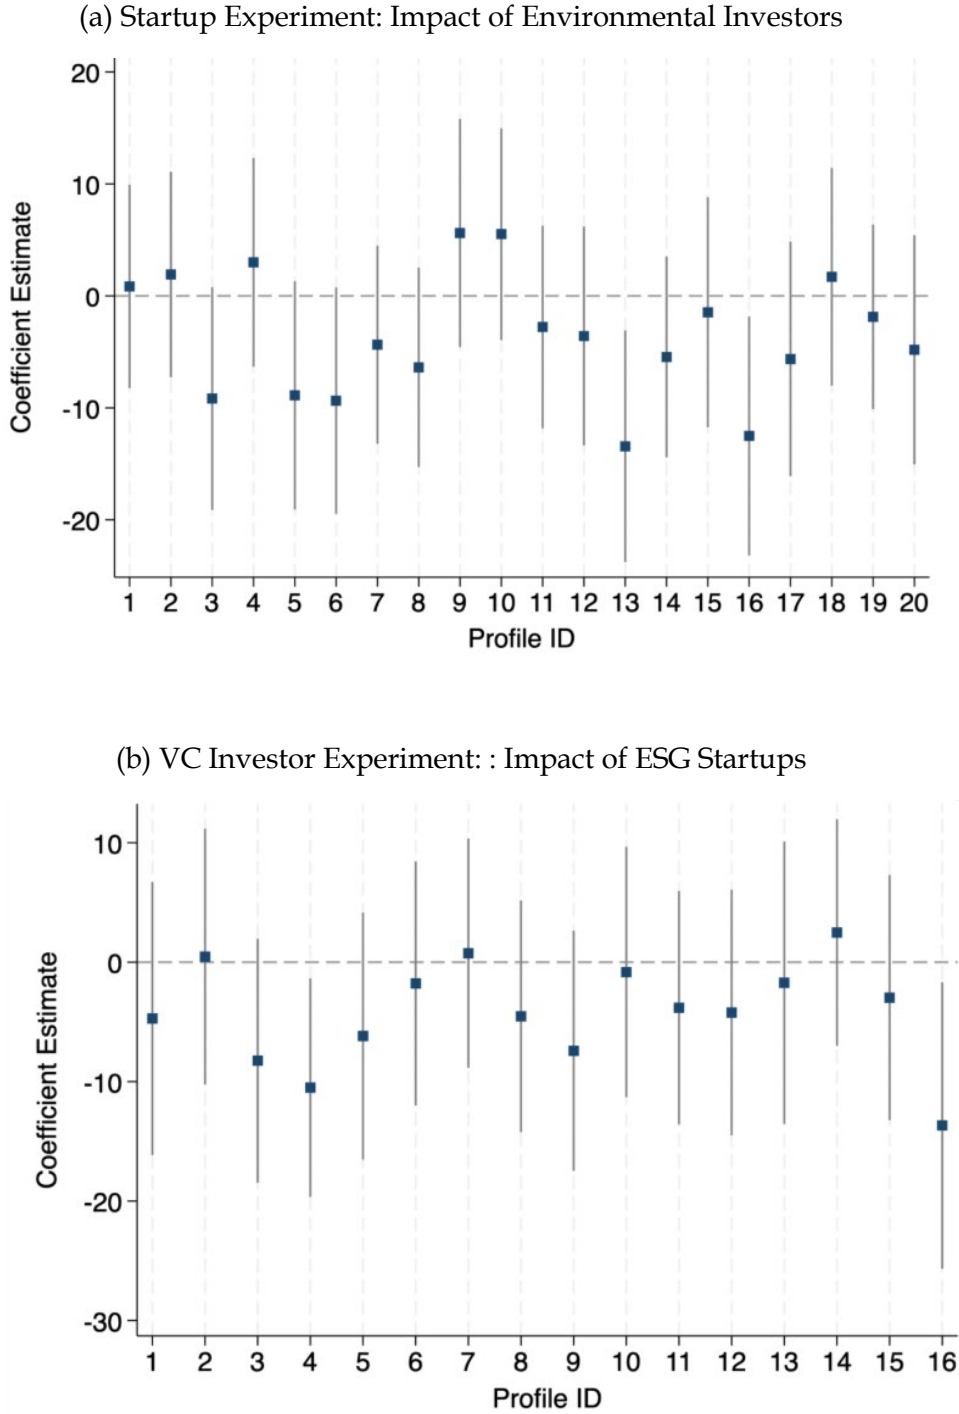 (a) Startup Experiment: Impact of Environmental Investors
20
10
0
-10
-20
Coefficient Estimate
1 2 3 4 5 6 7 8 9 10 11 12 13 14 15 16 17 18 19 20
Profile ID
(b) VC Investor Experiment: : Impact of ESG Startups
10
0
-10
-20
-30
Coefficient Estimate
1 2 3 4 5 6 7 8 9 10 11 12 13 14 15 16
Profile ID